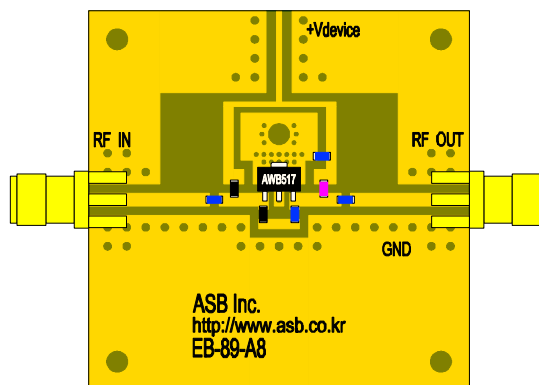 +Vdevice
RF IN
RF OUT
AWB517
GND
ASB Inc.
http://www.asb.co.kr
EB-89-A8